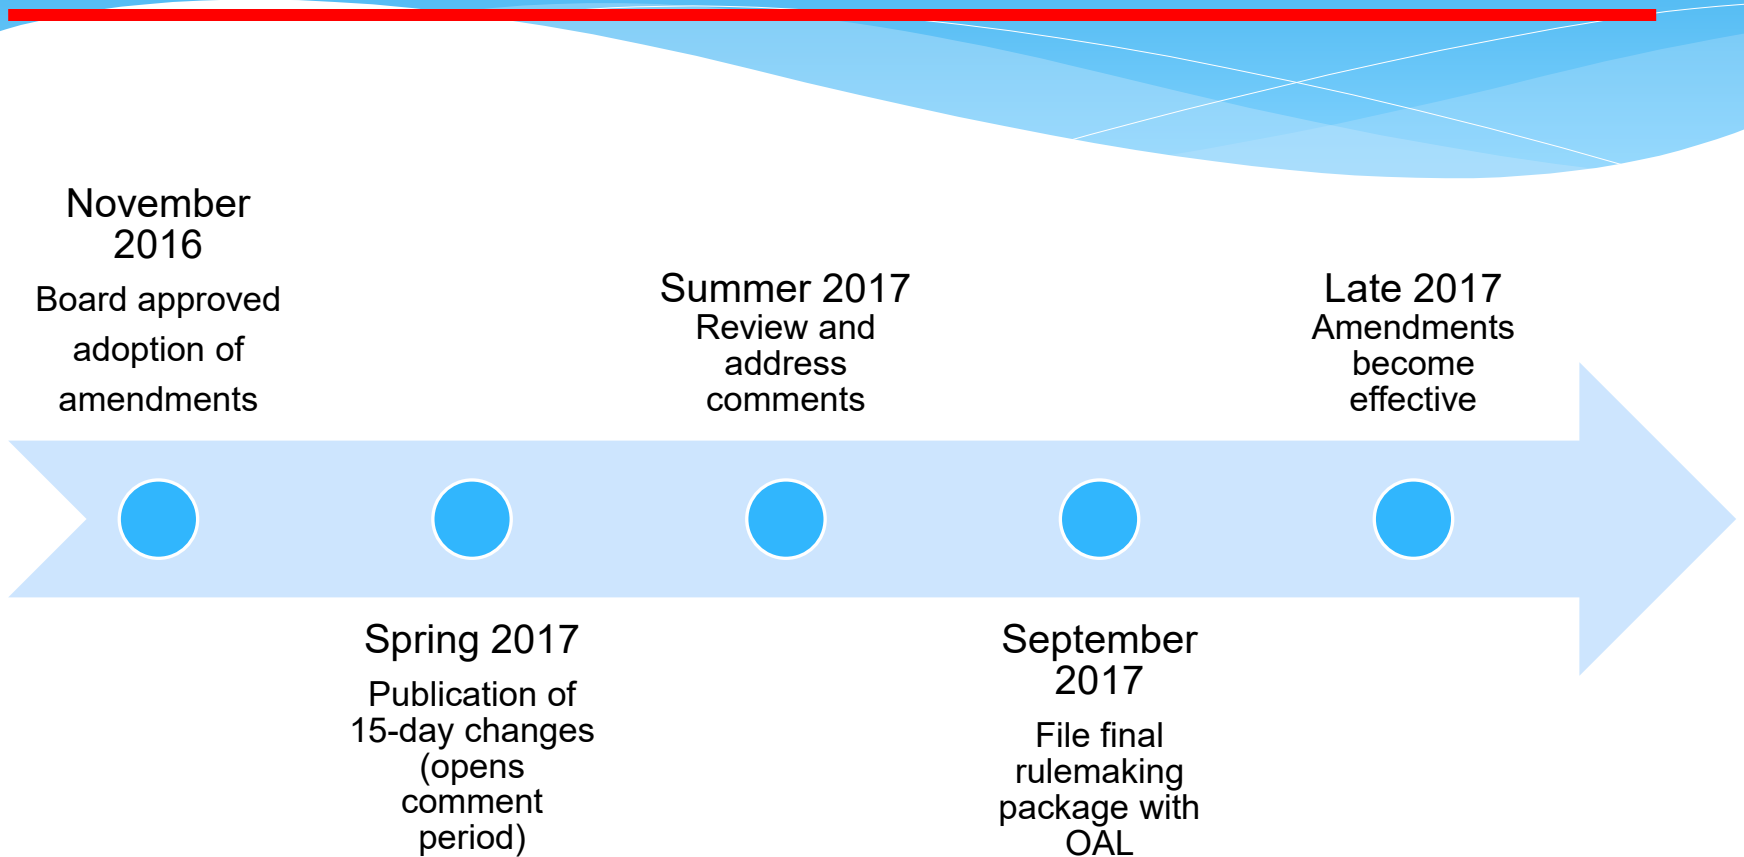 November
2016
Board approved
adoption of
amendments
Spring 2017
Publication of
15-day changes
(opens
comment
period)
Summer 2017
Review and
address
comments
September
2017
File final
rulemaking
package with
OAL
Late 2017
Amendments
become
effective